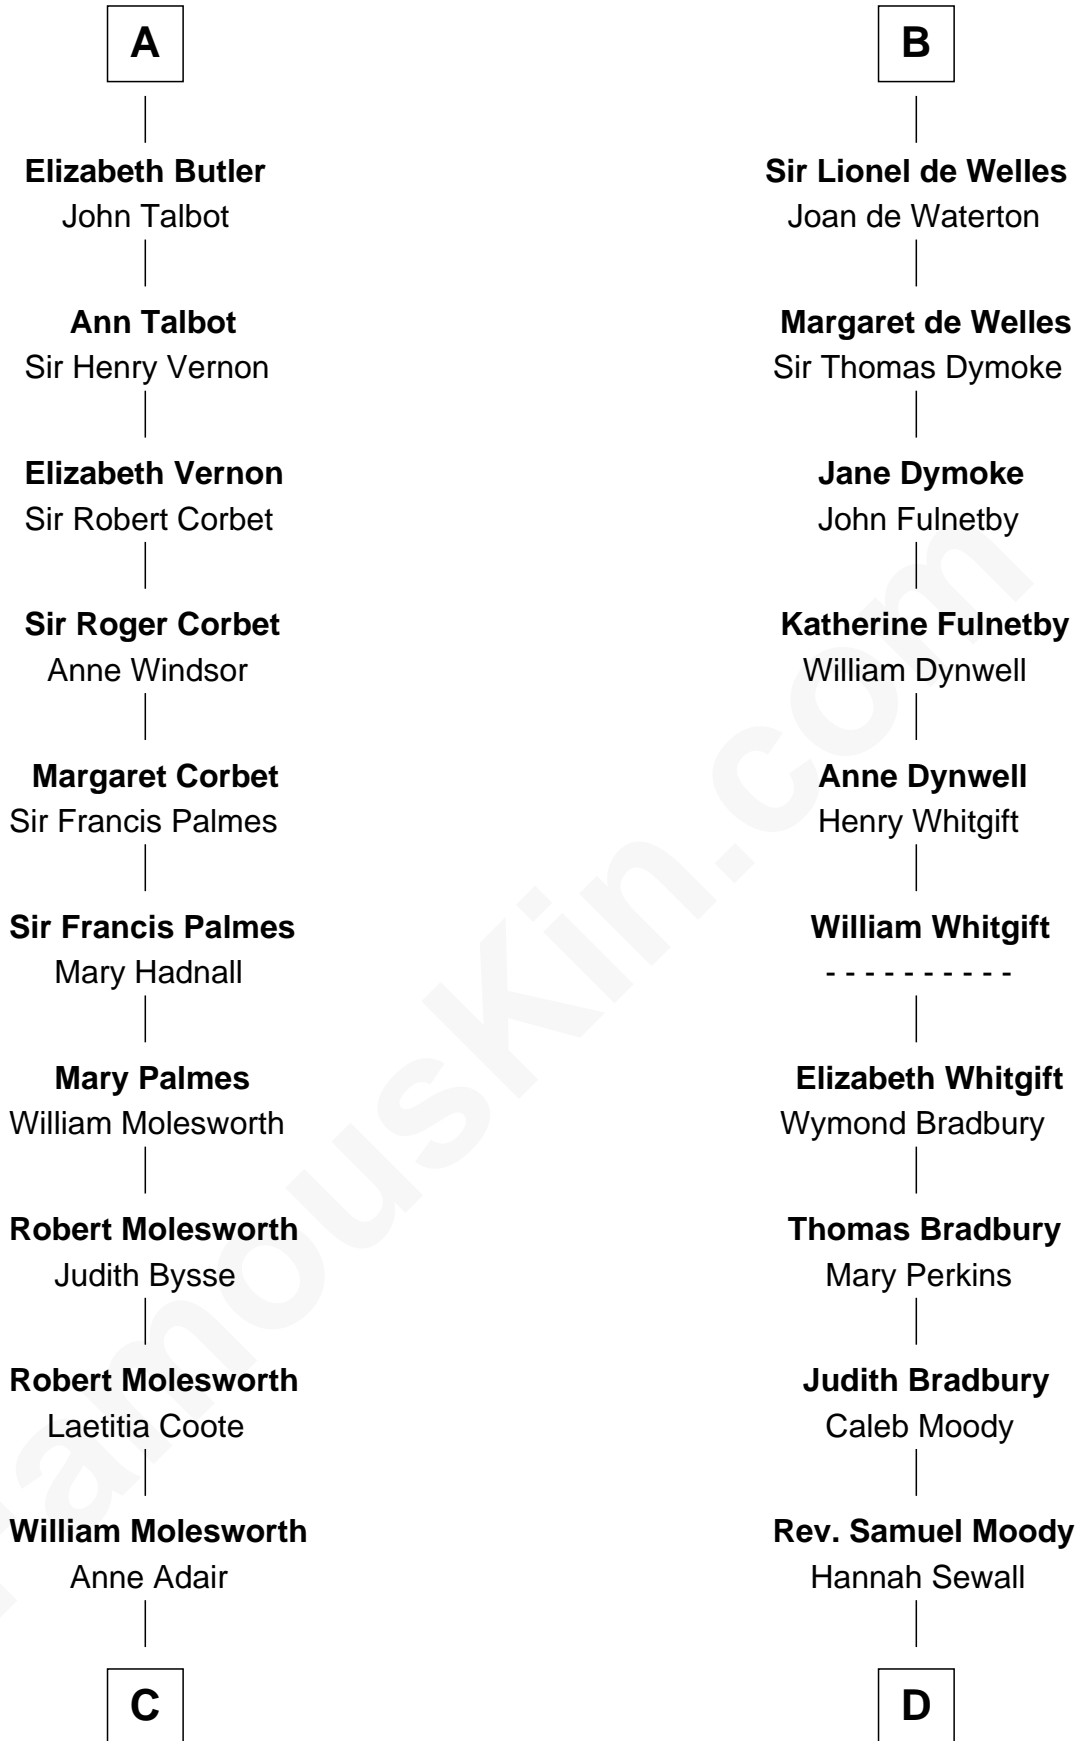 A
Elizabeth Butler
John Talbot
Ann Talbot
Sir Henry Vernon
Elizabeth Vernon
Sir Robert Corbet
Sir Roger Corbet
Anne Windsor
Margaret Corbet
Sir Francis Palmes
Sir Francis Palmes
Mary Hadnall
Mary Palmes
William Molesworth
Robert Molesworth
Judith Bysse
Robert Molesworth
Laetitia Coote
William Molesworth
Anne Adair
C
B
Sir Lionel de Welles
Joan de Waterton
Margaret de Welles
Sir Thomas Dymoke
Jane Dymoke
John Fulnetby
Katherine Fulnetby
William Dynwell
Anne Dynwell
Henry Whitgift
William Whitgift
- - - - - - - - - -
Elizabeth Whitgift
Wymond Bradbury
Thomas Bradbury
Mary Perkins
Judith Bradbury
Caleb Moody
Rev. Samuel Moody
Hannah Sewall
D
FamousKin.com